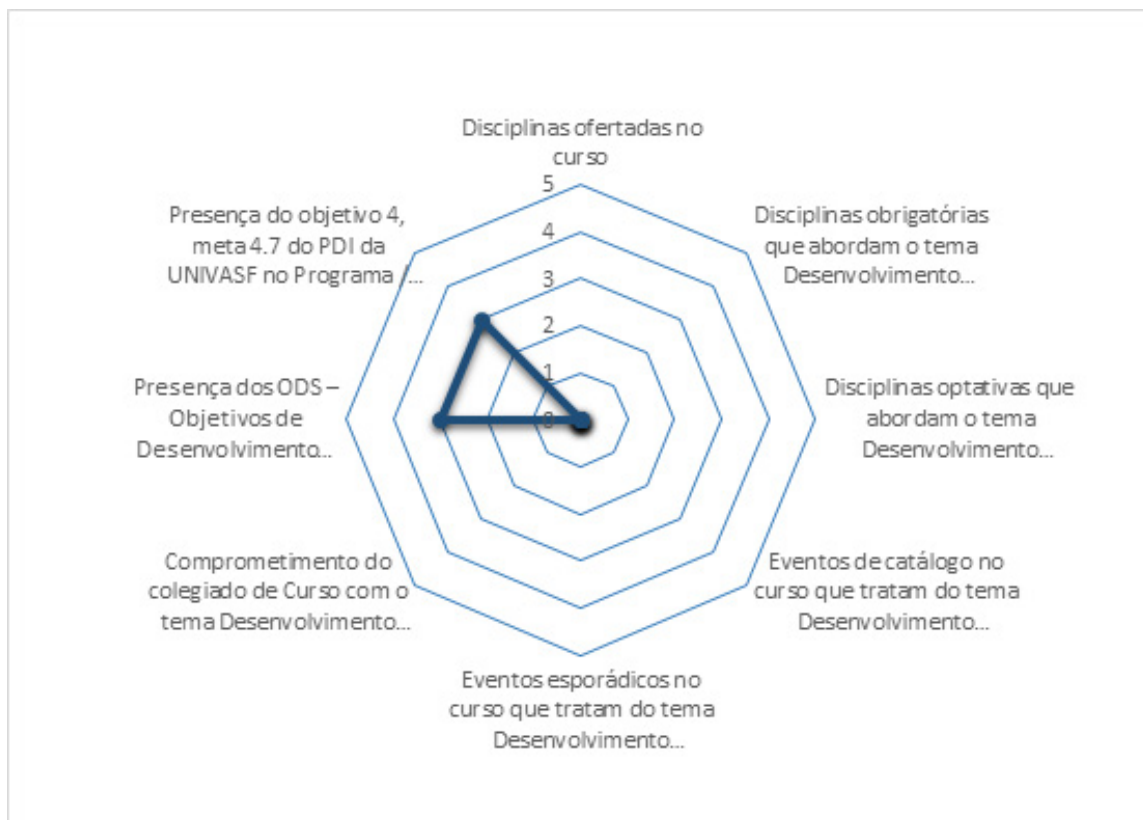 Disciplinas ofertadas no
curso
5
4
3
2
1
0
Disciplinas obrigatórias
que abordam o tema
Desenvolvimento...
Disciplinas optativas que
abordam o tema
Desenvolvimento...
Eventos de catálogo no
curso que tratam do tema
Desenvolvimento...
Eventos esporádicos no
curso que tratam do tema
Desenvolvimento...
Comprometimento do
colegiado de Curso com o
tema Desenvolvimento...
Presença dos ODS –
Objetivos de
Desenvolvimento...
Presença do objetivo 4,
meta 4.7 do PDI da
UNIVASF no Programa /...